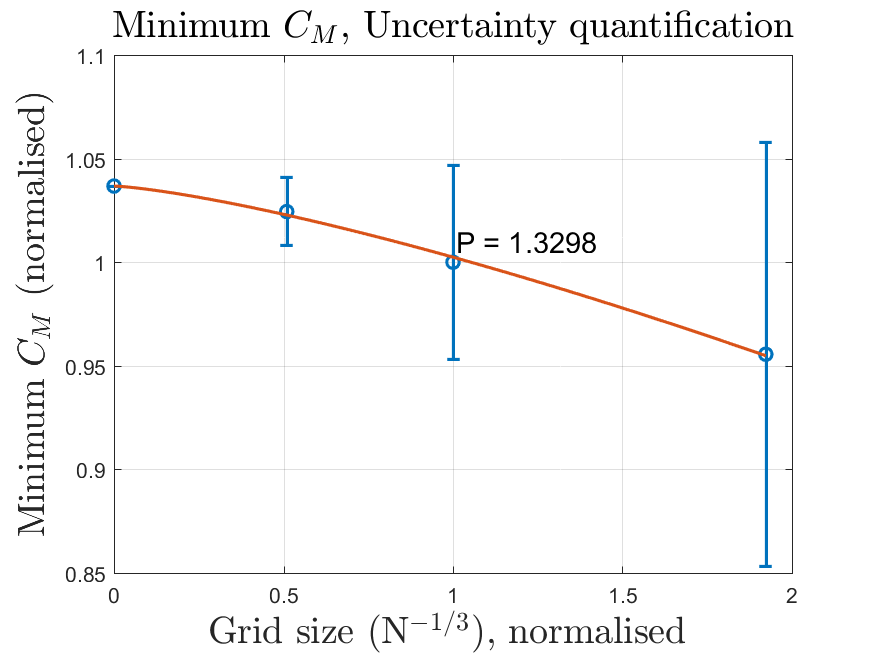 Minimum C_M, Uncertainty quantification
1.1
1.05
1
0.95
0.9
0.85
Minimum C_M (normalised)
P = 1.3298
0 0.5 1 1.5 2
Grid size (N^{-1/3}), normalised